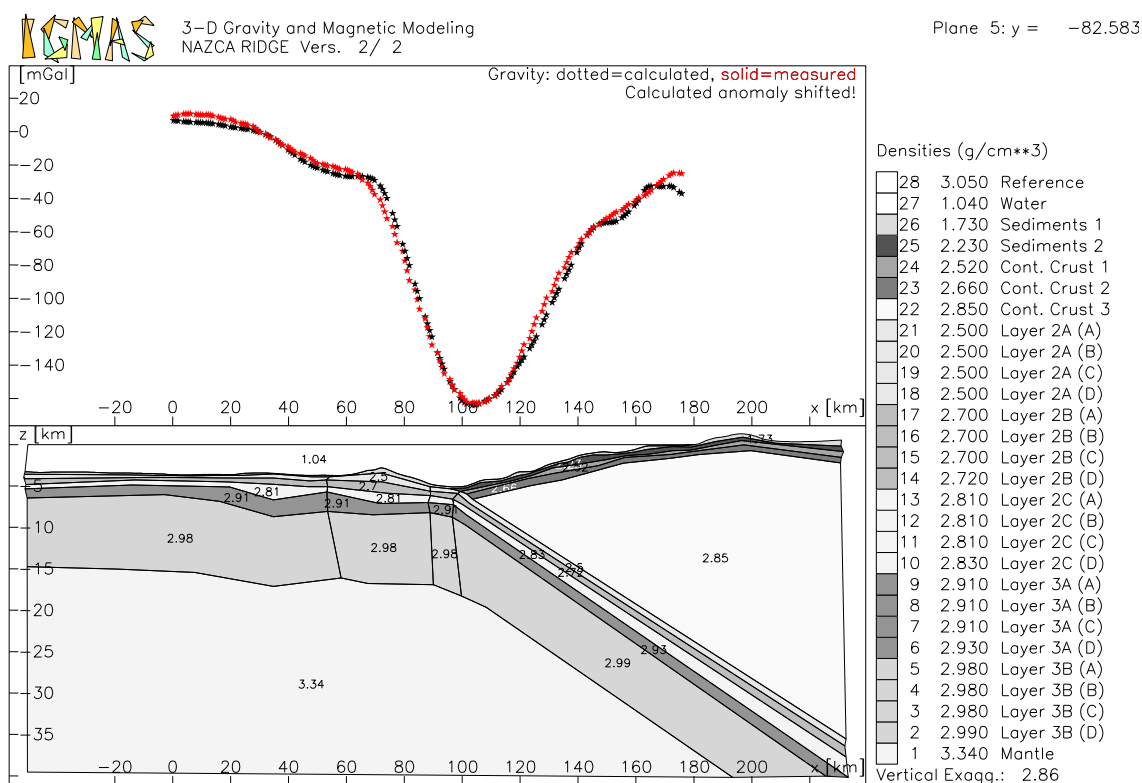 IGMAS
3-D Gravity and Magnetic Modeling
NAZCA RIDGE Vers. 2/ 2
Plane 5: y = -82.583
[mGal]
Gravity: dotted=calculated, solid=measured
Calculated anomaly shifted!
20
0
-20
-40
-60
-80
-100
-120
-140
-20 0 20 40 60 80 100 120 140 160 180 200 x [km]
z [km]
-5
-10
-15
-20
-25
-30
-35
1.04
1.73
2.5
2.7
2.81
2.81
2.91
2.91
2.91
2.98
2.98
2.98
2.83
2.5
2.72
2.52
2.66
2.85
2.93
2.99
3.34
-20 0 20 40 60 80 100 120 140 160 180 200 x [km]
Densities (g/cm**3)
28 3.050 Reference
27 1.040 Water
26 1.730 Sediments 1
25 2.230 Sediments 2
24 2.520 Cont. Crust 1
23 2.660 Cont. Crust 2
22 2.850 Cont. Crust 3
21 2.500 Layer 2A (A)
20 2.500 Layer 2A (B)
19 2.500 Layer 2A (C)
18 2.500 Layer 2A (D)
17 2.700 Layer 2B (A)
16 2.700 Layer 2B (B)
15 2.700 Layer 2B (C)
14 2.720 Layer 2B (D)
13 2.810 Layer 2C (A)
12 2.810 Layer 2C (B)
11 2.810 Layer 2C (C)
10 2.830 Layer 2C (D)
9 2.910 Layer 3A (A)
8 2.910 Layer 3A (B)
7 2.910 Layer 3A (C)
6 2.930 Layer 3A (D)
5 2.980 Layer 3B (A)
4 2.980 Layer 3B (B)
3 2.980 Layer 3B (C)
2 2.990 Layer 3B (D)
1 3.340 Mantle
Vertical Exagg.: 2.86